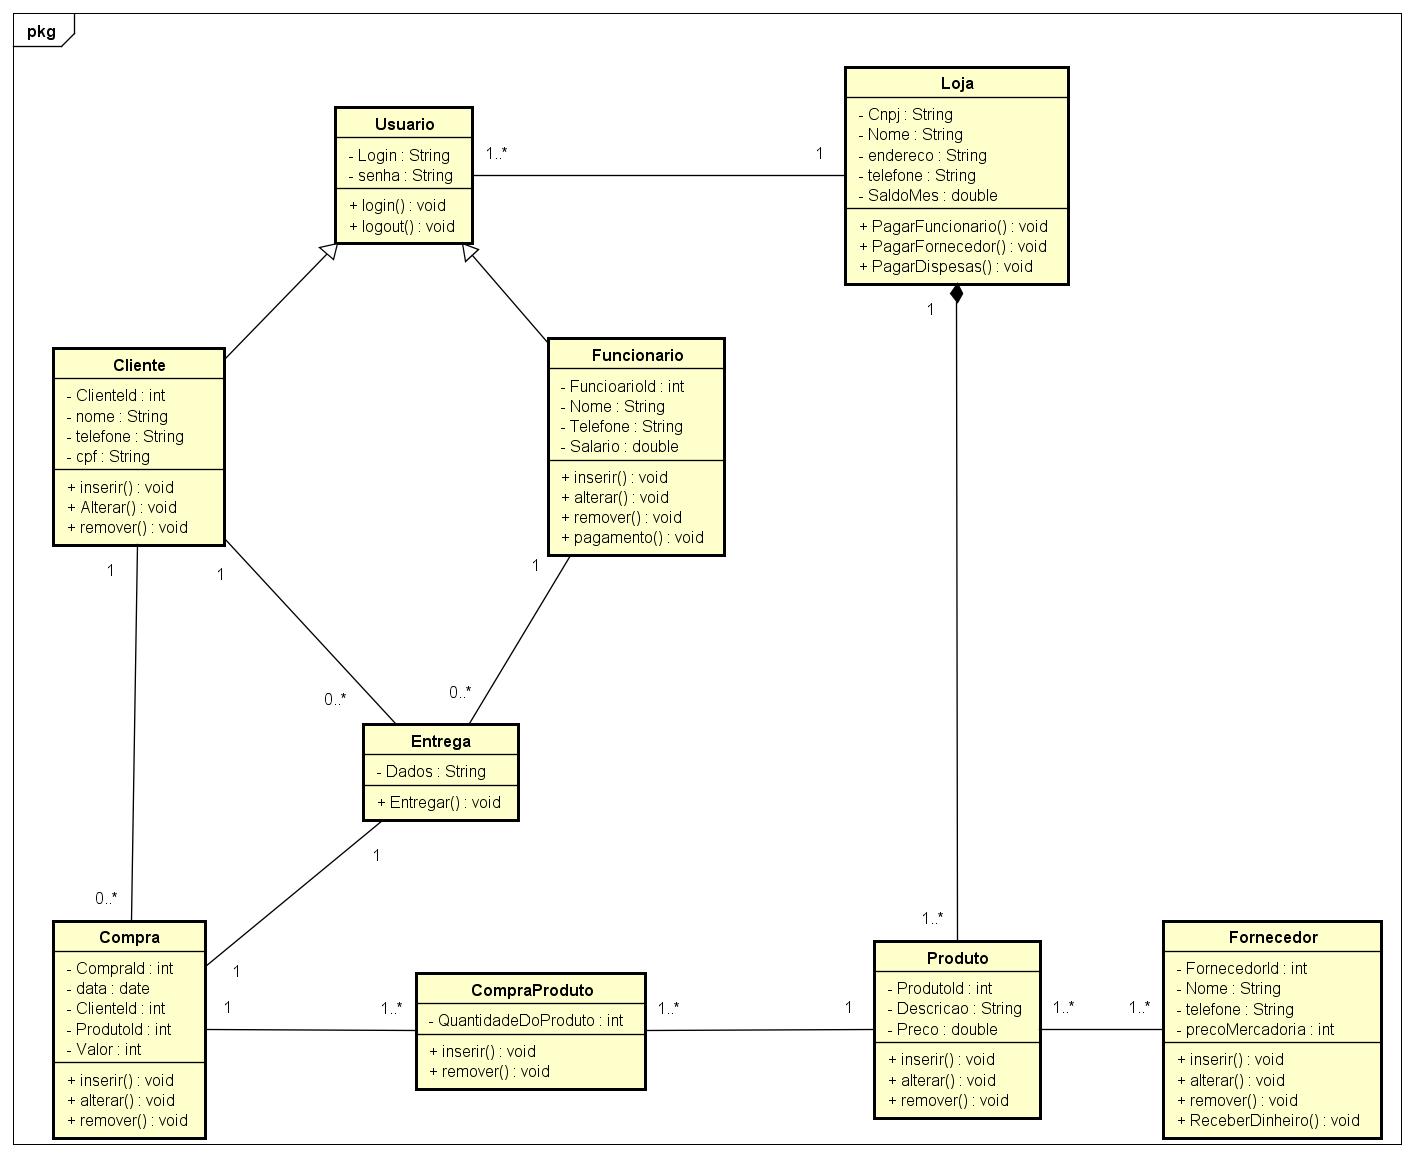 pkg
Usuario
- Login : String
- senha : String
+ login() : void
+ logout() : void
1..*
1
Loja
- Cnpj : String
- Nome : String
- endereco : String
- telefone : String
- SaldoMes : double
+ PagarFuncionario() : void
+ PagarFornecedor() : void
+ PagarDispesas() : void
1
Cliente
- ClienteId : int
- nome : String
- telefone : String
- cpf : String
+ inserir() : void
+ Alterar() : void
+ remover() : void
1
1
Funcionario
- FuncioarioId : int
- Nome : String
- Telefone : String
- Salario : double
+ inserir() : void
+ alterar() : void
+ remover() : void
+ pagamento() : void
1
0..*
0..*
Entrega
- Dados : String
+ Entregar() : void
1
0..*
1..*
Compra
- CompraId : int
- data : date
- ClienteId : int
- ProdutoId : int
- Valor : int
+ inserir() : void
+ alterar() : void
+ remover() : void
1
1
1..*
CompraProduto
- QuantidadeDoProduto : int
+ inserir() : void
+ remover() : void
1..*
1
Produto
- ProdutoId : int
- Descricao : String
- Preco : double
+ inserir() : void
+ alterar() : void
+ remover() : void
1..*
1..*
Fornecedor
- FornecedorId : int
- Nome : String
- telefone : String
- precoMercadoria : int
+ inserir() : void
+ alterar() : void
+ remover() : void
+ ReceberDinheiro() : void